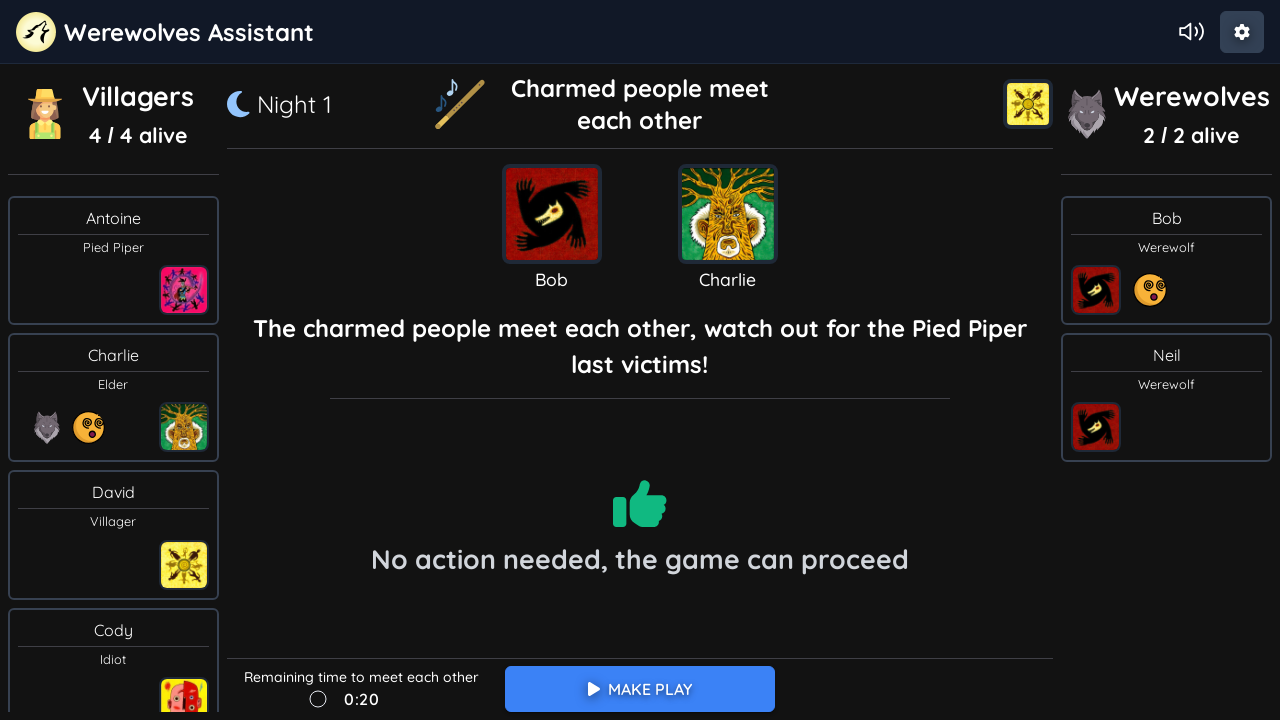 Werewolves Assistant
Villagers
4 / 4 alive
Antoine
Pied Piper
Charlie
Elder
David
Villager
Cody
Idiot
Night 1
Charmed people meet
each other
Bob
Charlie
The charmed people meet each other, watch out for the Pied Piper
last victims!
No action needed, the game can proceed
Remaining time to meet each other
0:20
MAKE PLAY
Werewolves
2 / 2 alive
Bob
Werewolf
Neil
Werewolf